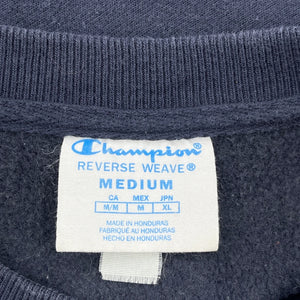 Champion®
REVERSE WEAVE®
MEDIUM
CA MEX JPN
M/M M XL
MADE IN HONDURAS
FABRIQUÉ AU HONDURAS
HECHO EN HONDURAS